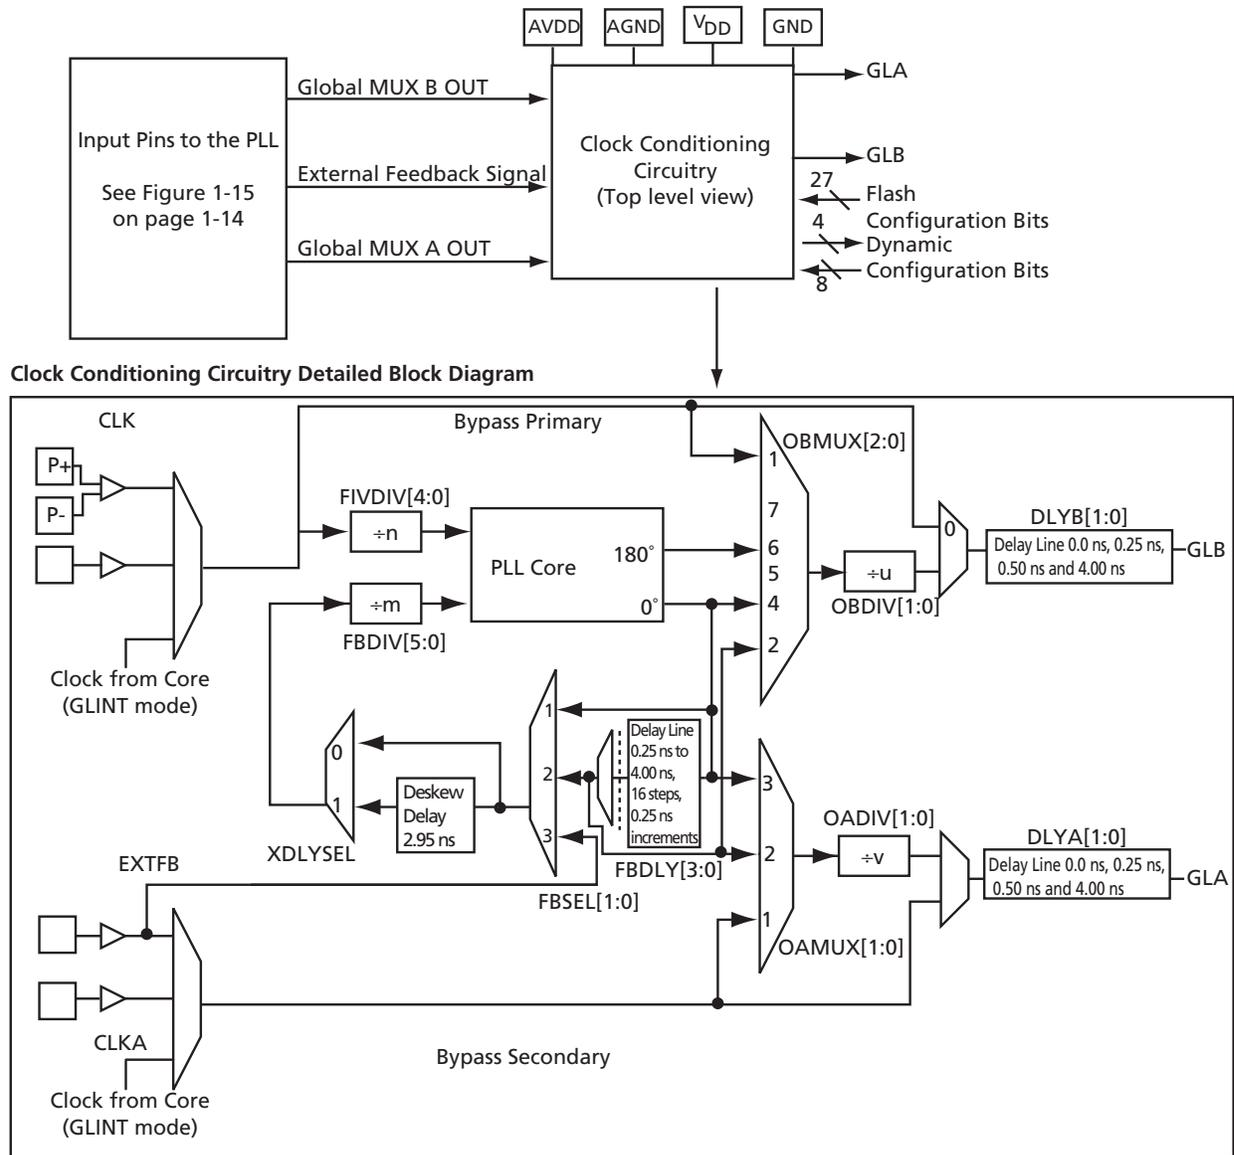 AVDD
AGND
VDD
GND
Input Pins to the PLL
See Figure 1-15
on page 1-14
Global MUX B OUT
External Feedback Signal
Global MUX A OUT
Clock Conditioning
Circuitry
(Top level view)
GLA
GLB
27
Flash
Configuration Bits
4
Dynamic
Configuration Bits
8
Clock Conditioning Circuitry Detailed Block Diagram
CLK
P+
P-
Clock from Core
(GLINT mode)
Bypass Primary
FIVDIV[4:0]
÷n
÷m
FBDIV[5:0]
PLL Core
180°
0°
OBMUX[2:0]
1
7
6
5
4
2
÷u
OBDIV[1:0]
0
DLYB[1:0]
Delay Line 0.0 ns, 0.25 ns,
0.50 ns and 4.00 ns
GLB
0
1
XDLYSEL
Deskew
Delay
2.95 ns
1
2
3
FBSEL[1:0]
Delay Line
0.25 ns to
4.00 ns,
16 steps,
0.25 ns
increments
FBDLY[3:0]
3
2
1
OAMUX[1:0]
OADIV[1:0]
÷v
DLYA[1:0]
Delay Line 0.0 ns, 0.25 ns,
0.50 ns and 4.00 ns
GLA
EXTFB
CLKA
Clock from Core
(GLINT mode)
Bypass Secondary